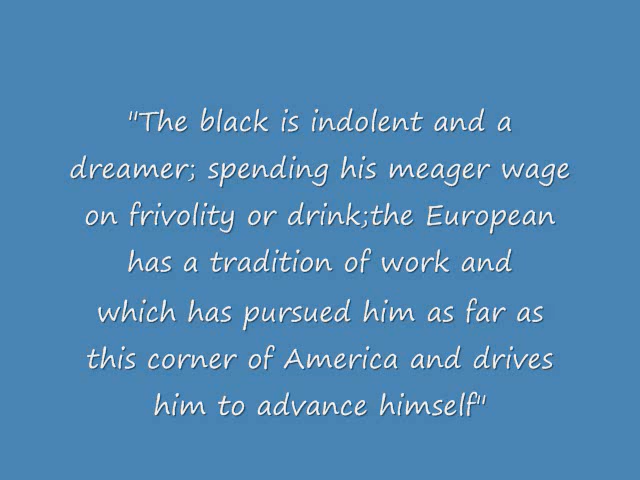 "The black is indolent and a
dreamer; spending his meager wage
on frivolity or drink;the European
has a tradition of work and
which has pursued him as far as
this corner of America and drives
him to advance himself"